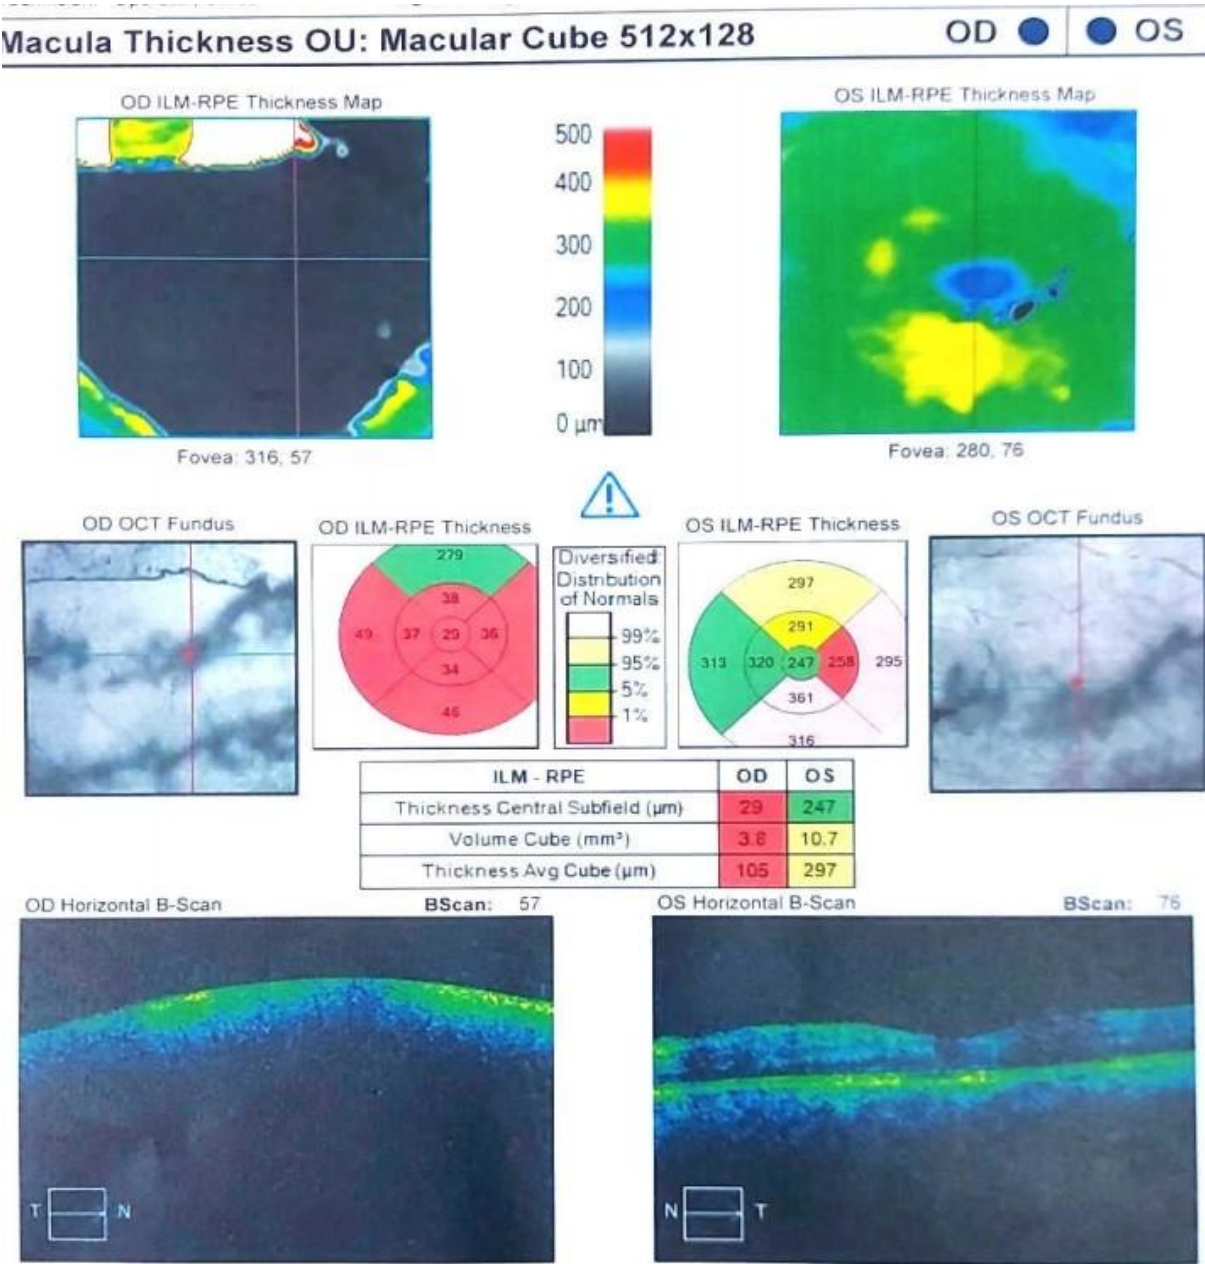 Macula Thickness OU: Macular Cube 512x128
OD OS
OD ILM-RPE Thickness Map
OS ILM-RPE Thickness Map
500
400
300
200
100
0 µm
Fovea: 316, 57
Fovea: 280, 76
OD OCT Fundus
OD ILM-RPE Thickness
OS ILM-RPE Thickness
OS OCT Fundus
279
38
49 37 29 36
34
46
Diversified:
Distribution
of Normals
99%
95%
5%
1%
297
291
313 320 247 258 295
361
316
ILM - RPE OD OS
Thickness Central Subfield (µm) 29 247
Volume Cube (mm³) 3.8 10.7
Thickness Avg Cube (µm) 105 297
OD Horizontal B-Scan BScan: 57
OS Horizontal B-Scan BScan: 76
T N
N T